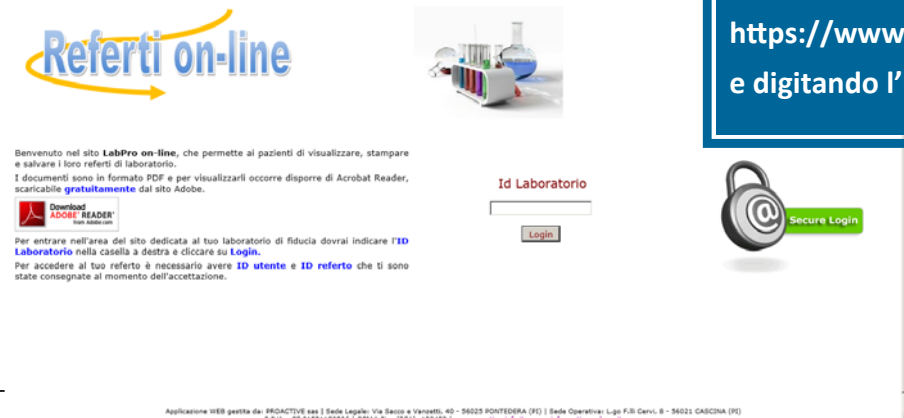 Referti on-line
https://www
e digitando l'
Benvenuto nel sito LabPro on-line, che permette ai pazienti di visualizzare, stampare
e salvare i loro referti di laboratorio.
I documenti sono in formato PDF e per visualizzarli occorre disporre di Acrobat Reader,
scaricabile gratuitamente dal sito Adobe.
Download
ADOBE® READER®
from Adobe.com
Per entrare nell'area del sito dedicata al tuo laboratorio di fiducia dovrai indicare l'ID
Laboratorio nella casella a destra e cliccare su Login.
Per accedere al tuo referto è necessario avere ID utente e ID referto che ti sono
state consegnate al momento dell'accettazione.
Id Laboratorio
Login
@
Secure Login
Applicazione WEB gestita da: PROACTIVE sas | Sede Legale: Via Sacco e Vanzetti, 40 - 56025 PONTEDERA (PI) | Sede Operativa: L.go F.lli Cervi, 8 - 56021 CASCINA (PI)